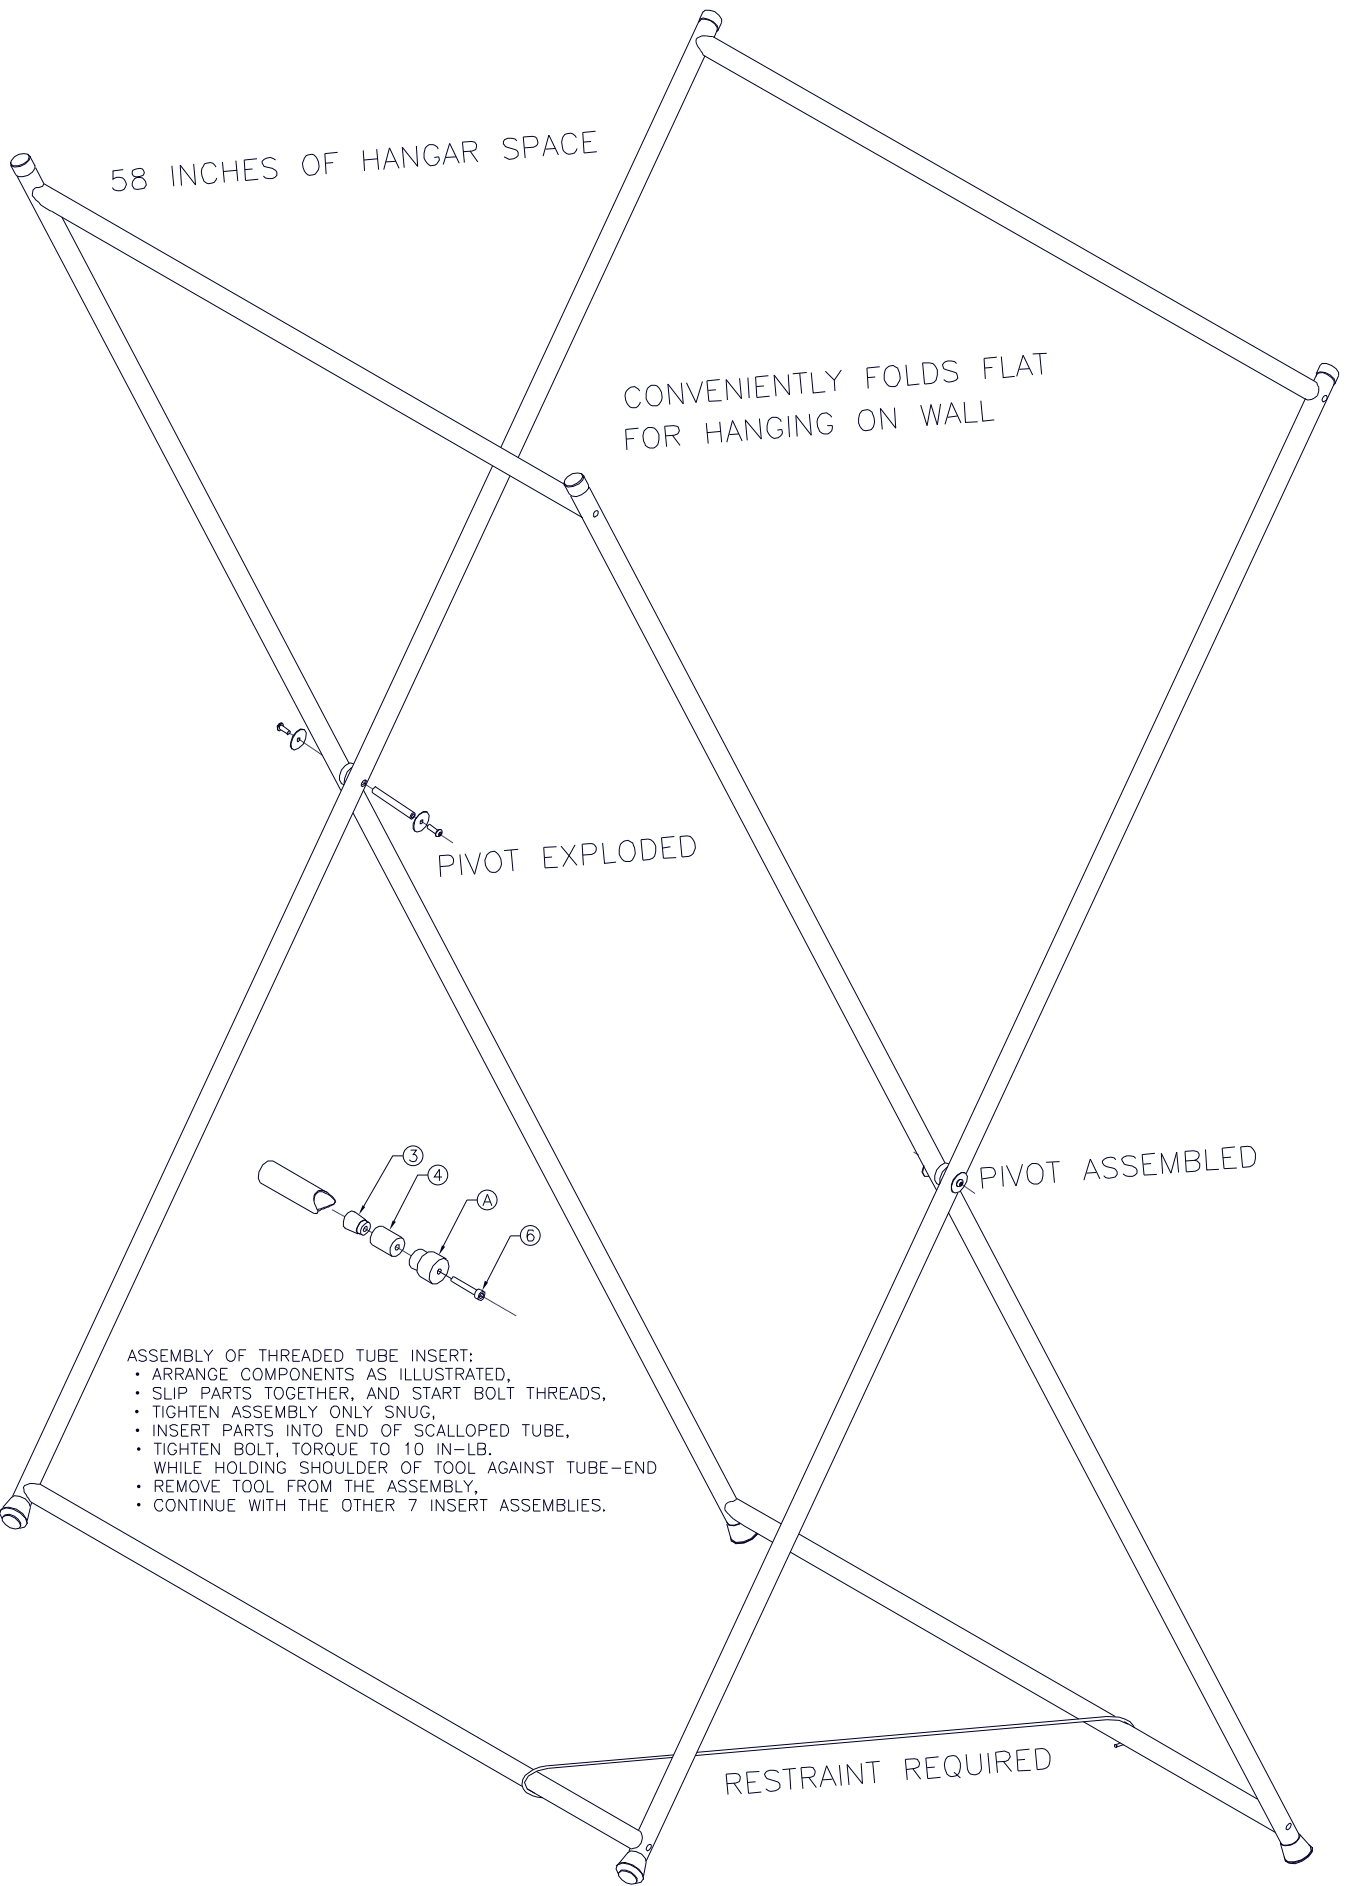 58 INCHES OF HANGAR SPACE
CONVENIENTLY FOLDS FLAT
FOR HANGING ON WALL
PIVOT EXPLODED
PIVOT ASSEMBLED
3
4
A
6
ASSEMBLY OF THREADED TUBE INSERT:
• ARRANGE COMPONENTS AS ILLUSTRATED,
• SLIP PARTS TOGETHER, AND START BOLT THREADS,
• TIGHTEN ASSEMBLY ONLY SNUG,
• INSERT PARTS INTO END OF SCALLOPED TUBE,
• TIGHTEN BOLT, TORQUE TO 10 IN-LB.
WHILE HOLDING SHOULDER OF TOOL AGAINST TUBE-END
• REMOVE TOOL FROM THE ASSEMBLY,
• CONTINUE WITH THE OTHER 7 INSERT ASSEMBLIES.
RESTRAINT REQUIRED